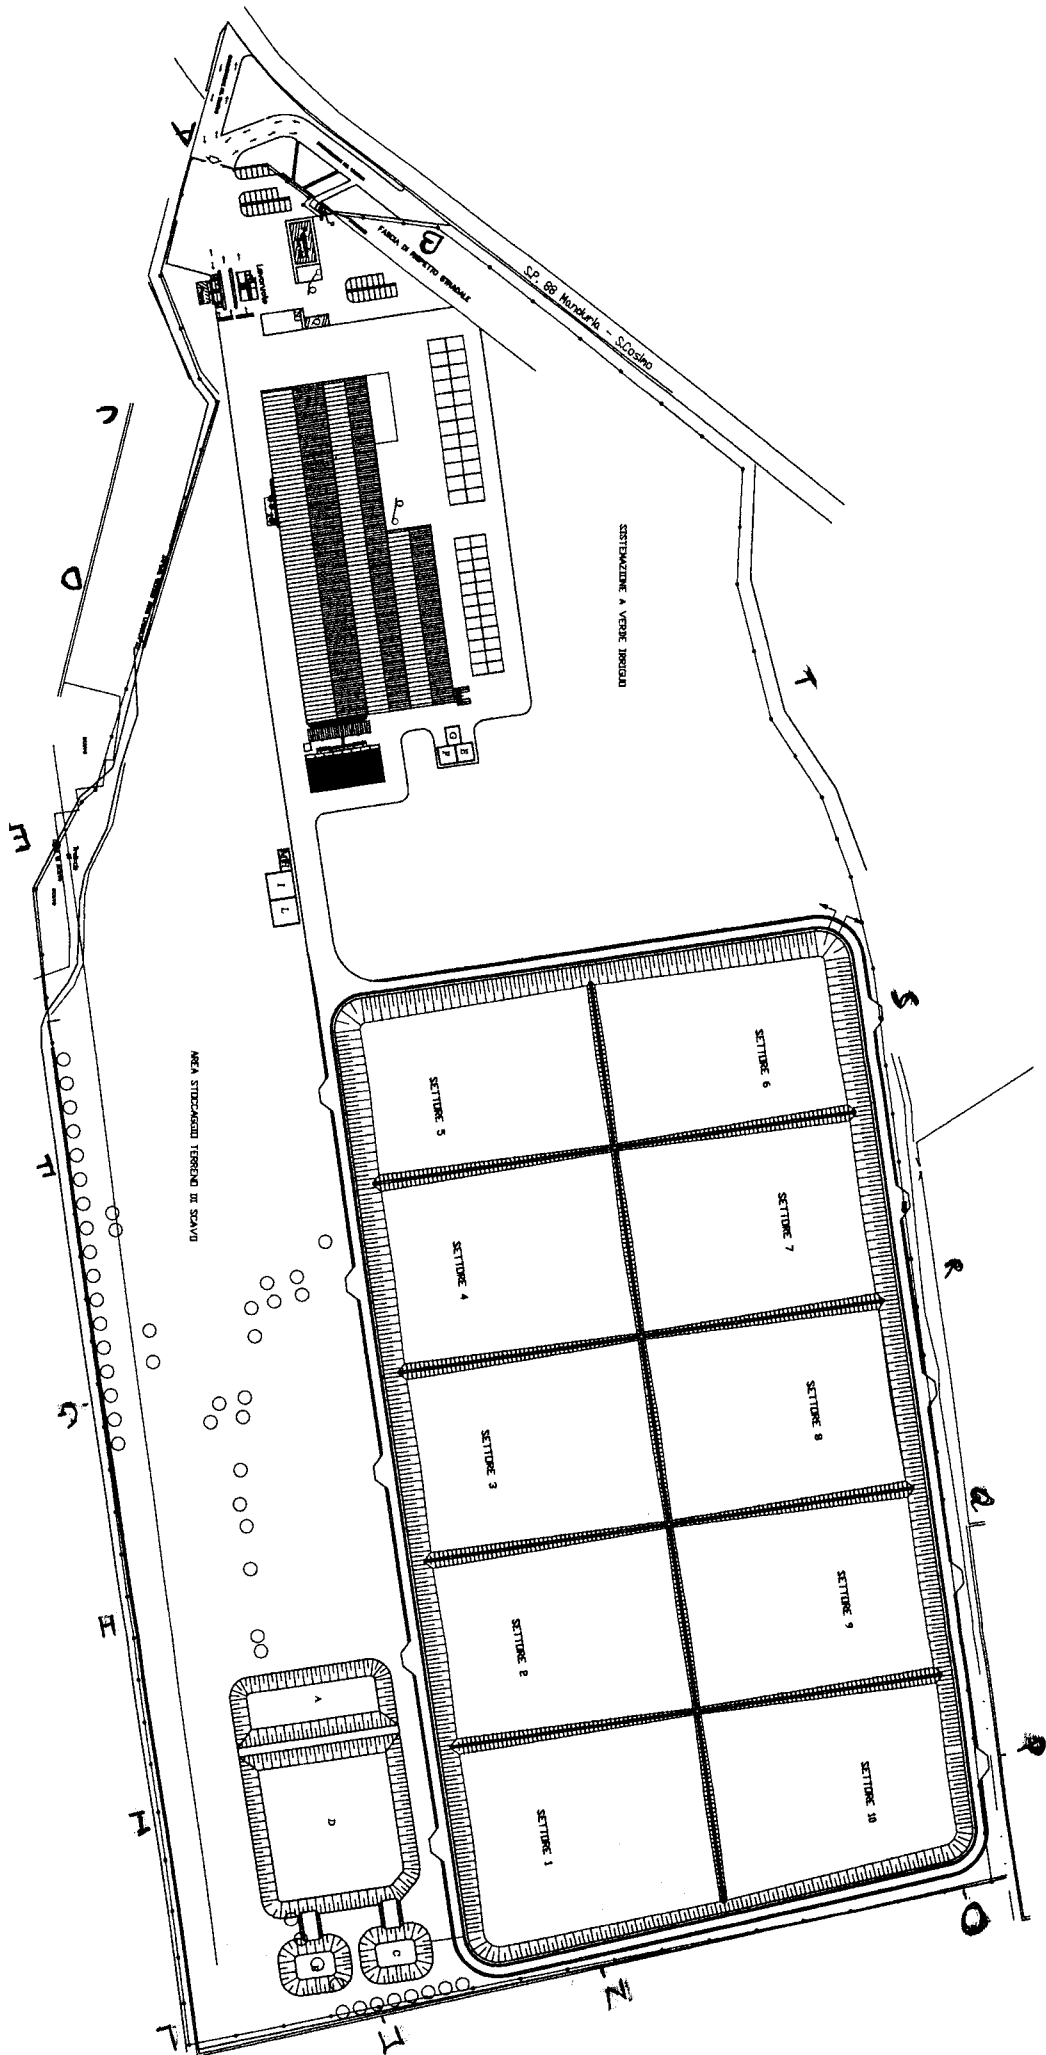 A
B
S.P. 88 Manduria - S.Cosimo
FASCIA DI RISPETTO STRADALE
C
D
SISTEMAZIONE A VERDE IRRIGUO
T
G
F
E
E
I
L
S
SETTORE 6
SETTORE 5
AREA STOCCAGGIO TERRENO DI SCAVO
F
SETTORE 7
SETTORE 4
R
G
SETTORE 8
SETTORE 3
Q
H
SETTORE 9
SETTORE 2
A
P
I
SETTORE 10
SETTORE 1
D
O
C
B
N
L